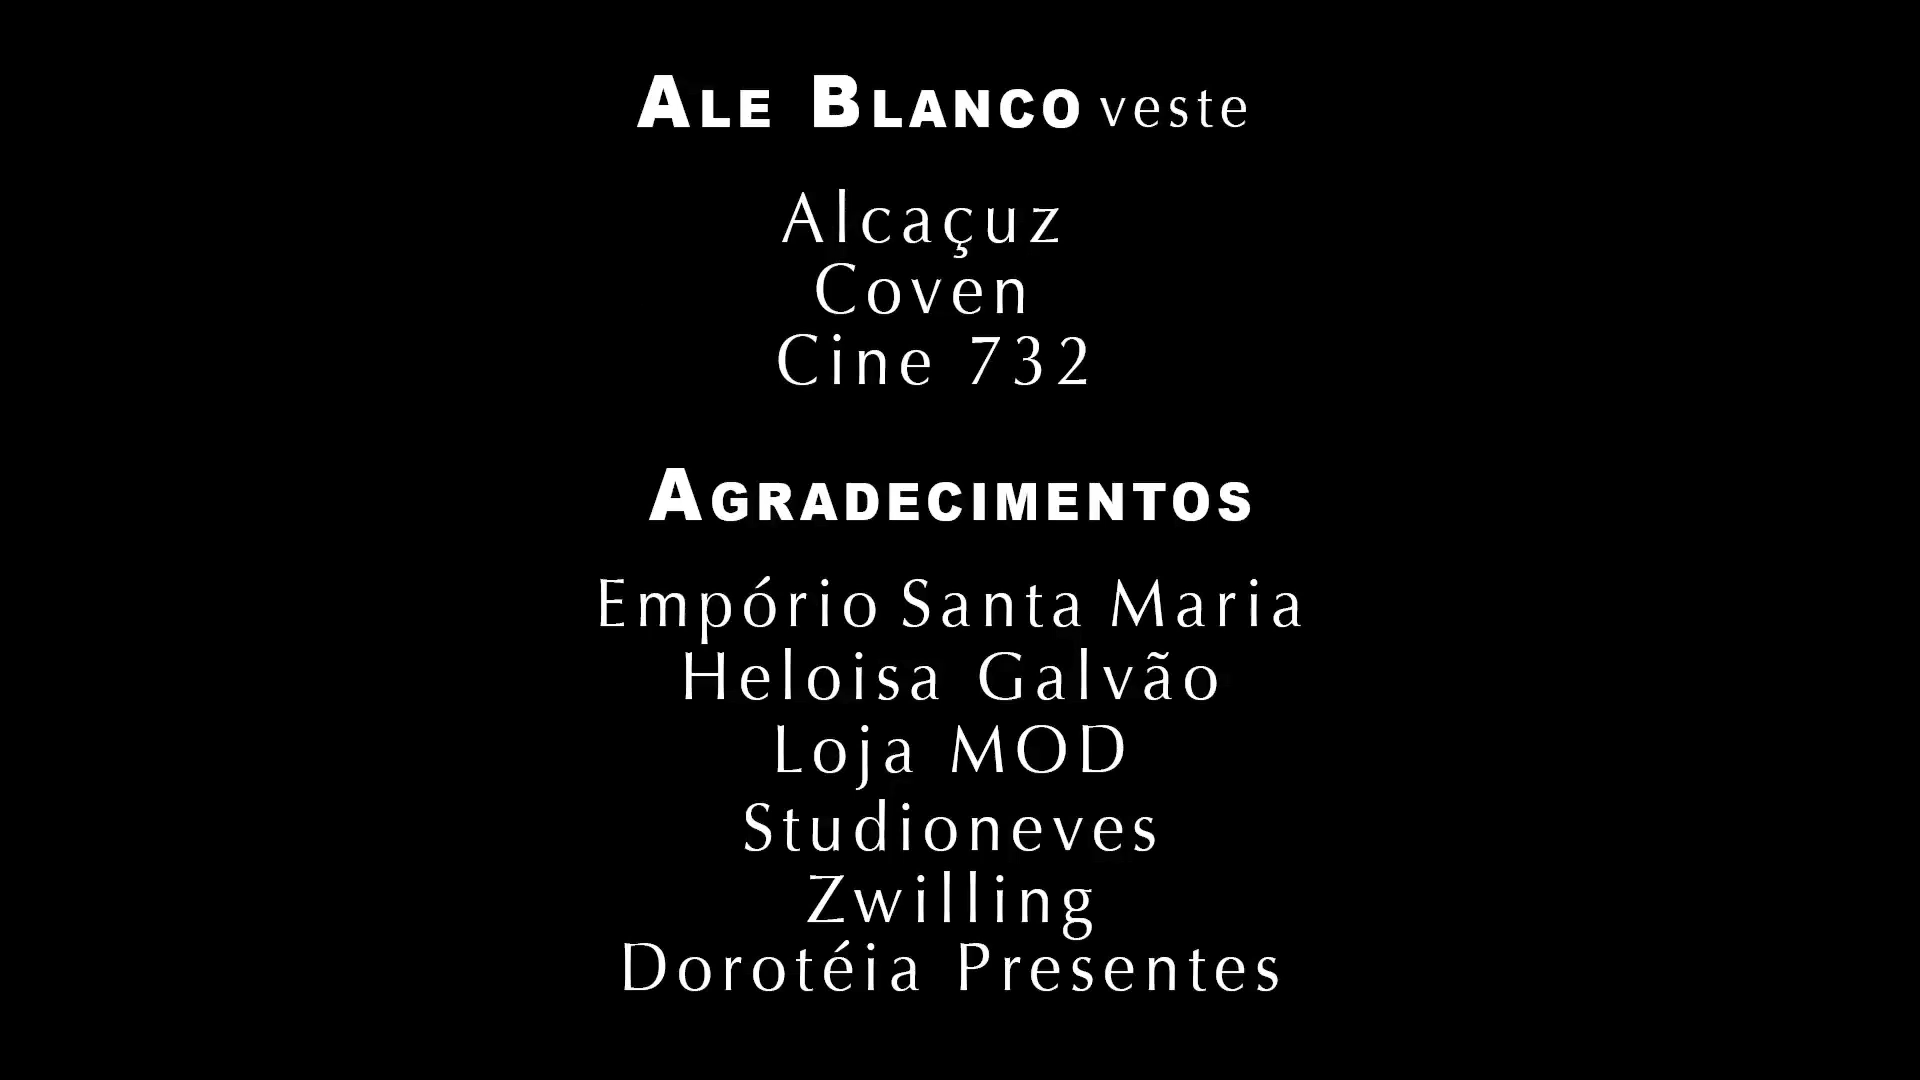 Ale Blanco veste
Alcaçuz
Coven
Cine 732
Agradecimentos
Empório Santa Maria
Heloisa Galvão
Loja MOD
Studioneves
Zwilling
Dorotéia Presentes